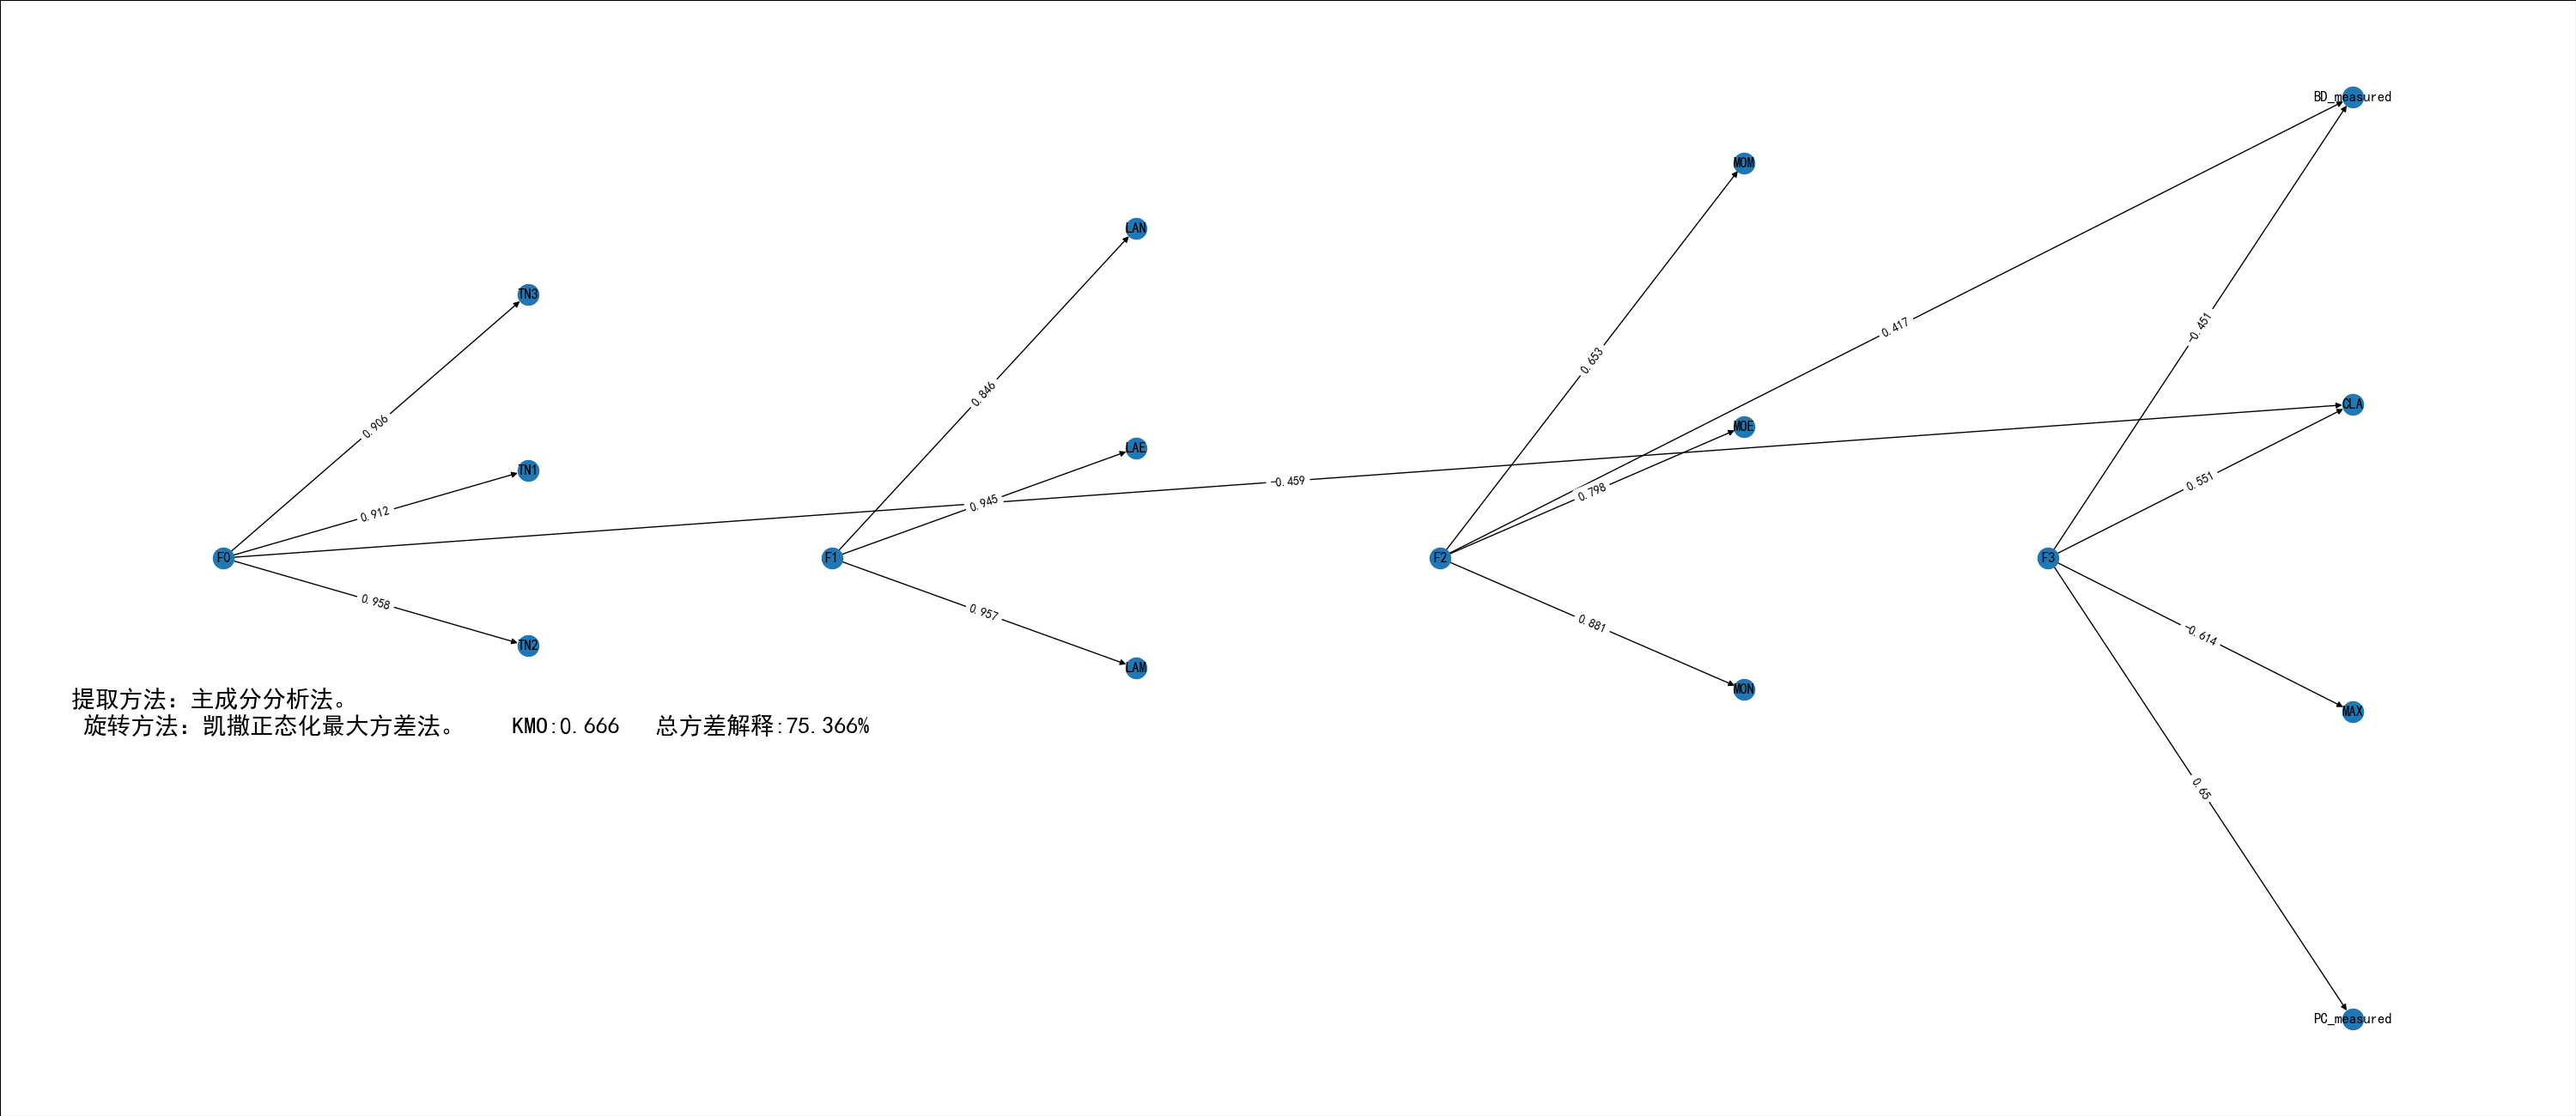 BD_measured
MOM
LAN
TN3
0.417
-0.451
0.653
0.846
CLA
0.906
MOE
LAE
TN1
-0.459
0.551
0.798
0.945
0.912
F0
F1
F2
F3
0.958
0.957
0.881
-0.614
TN2
LAM
MON
MAX
提取方法：主成分分析法。
旋转方法：凯撒正态化最大方差法。 KMO:0.666 总方差解释:75.366%
0.65
PC_measured